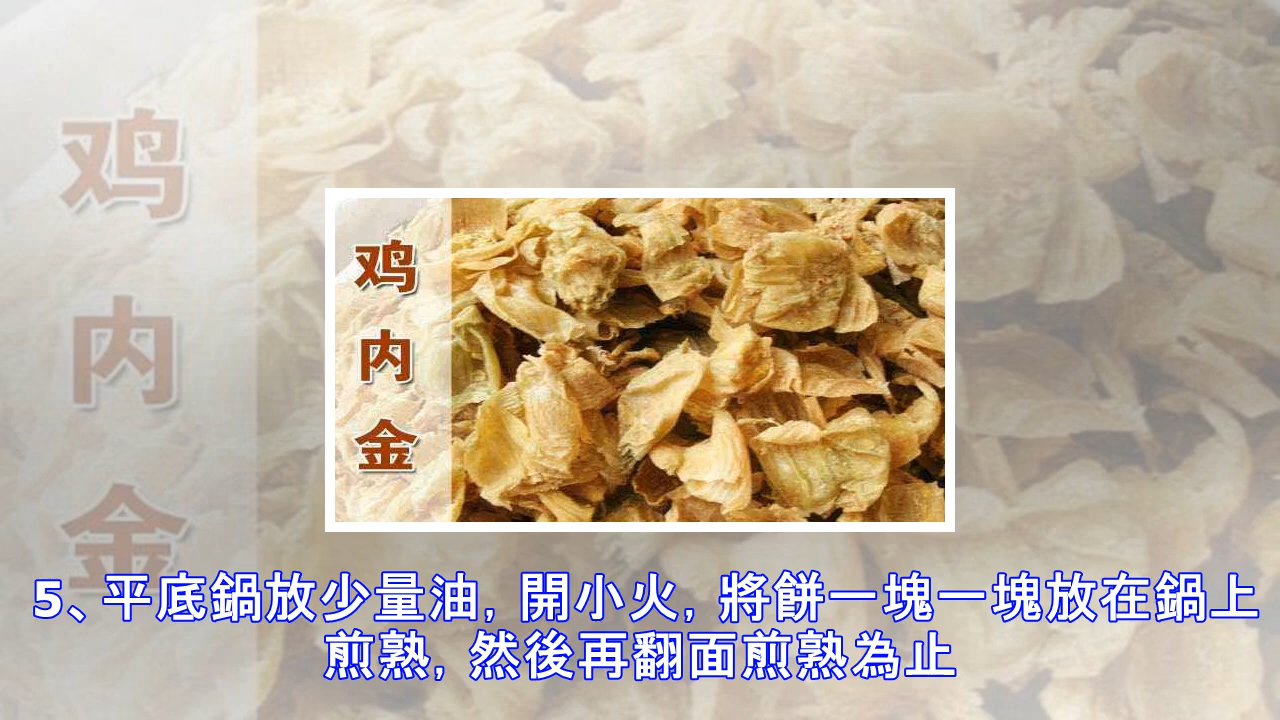 鸡
内
金
鸡
内
金
5、平底鍋放少量油, 開小火, 將餅一塊一塊放在鍋上
煎熟, 然後再翻面煎熟為止